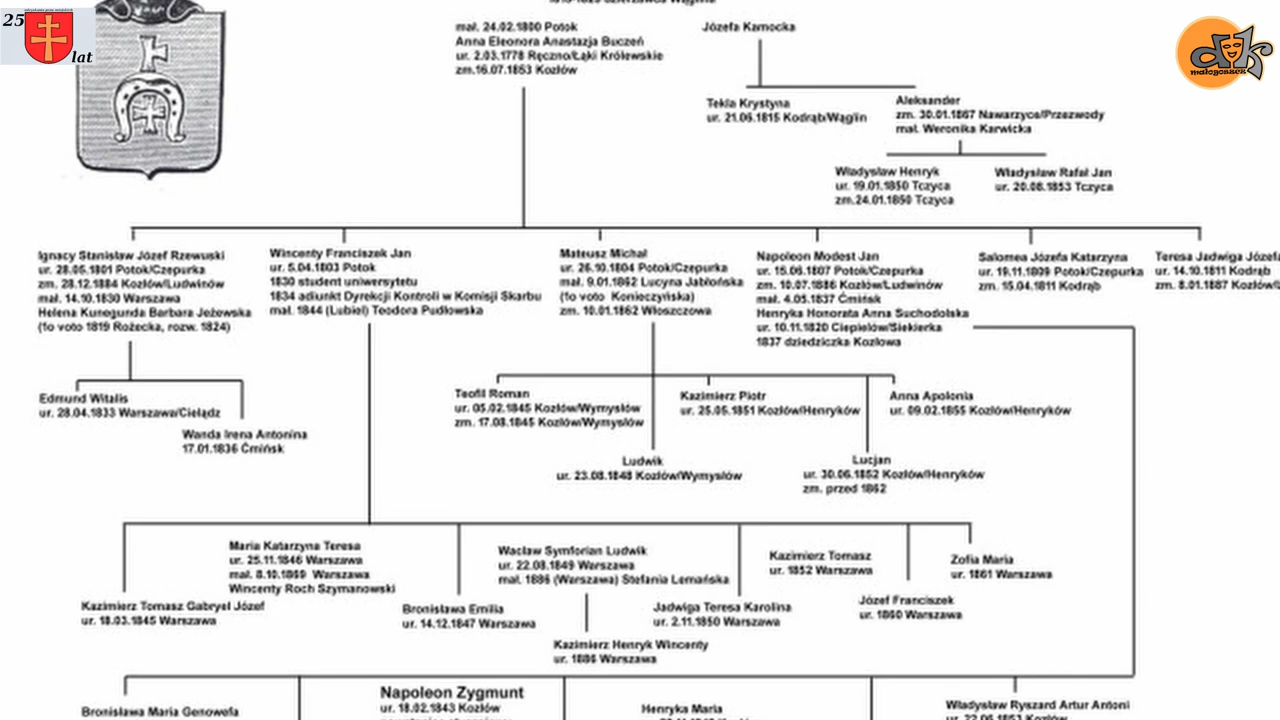 25
lat
małogoszcz
mał. 24.02.1800 Potok
Anna Eleonora Anastazja Buczeń
ur. 2.03.1778 Ręczno/Łąki Królewskie
zm.16.07.1853 Kozłów
Józefa Kamocka
Tekla Krystyna
ur. 21.06.1815 Kodrąb/Wąglin
Aleksander
zm. 30.01.1867 Nawarzyce/Przezwody
mał. Weronika Karwicka
Władysław Henryk
ur. 19.01.1850 Tczyca
zm.24.01.1850 Tczyca
Władysław Rafał Jan
ur. 20.08.1853 Tczyca
Ignacy Stanisław Józef Rzewuski
ur. 28.05.1801 Potok/Czepurka
zm. 28.12.1884 Kozłów/Ludwinów
mał. 14.10.1830 Warszawa
Helena Kunegunda Barbara Jeżewska
(1o voto 1819 Rożecka, rozw. 1824)
Wincenty Franciszek Jan
ur. 5.04.1803 Potok
1830 student uniwersytetu
1834 adiunkt Dyrekcji Kontroli w Komisji Skarbu
mał. 1844 (Lubiel) Teodora Pudłowska
Mateusz Michał
ur. 26.10.1804 Potok/Czepurka
mał. 9.01.1862 Lucyna Jabłońska
(1o voto Konieczyńska)
zm. 10.01.1862 Włoszczowa
Napoleon Modest Jan
ur. 15.06.1807 Potok/Czepurka
zm. 10.07.1886 Kozłów/Ludwinów
mał. 4.05.1837 Ćmińsk
Henryka Honorata Anna Suchodolska
ur. 10.11.1820 Ciepielów/Siekierka
1837 dziedziczka Kozłowa
Salomea Józefa Katarzyna
ur. 19.11.1809 Potok/Czepurka
zm. 15.04.1811 Kodrąb
Teresa Jadwiga Józefa
ur. 14.10.1811 Kodrąb
zm. 8.01.1887 Kozłów/
Edmund Witalis
ur. 28.04.1833 Warszawa/Cielądz
Wanda Irena Antonina
17.01.1836 Ćmińsk
Teofil Roman
ur. 05.02.1845 Kozłów/Wymysłów
zm. 17.08.1845 Kozłów/Wymysłów
Kazimierz Piotr
ur. 25.05.1851 Kozłów/Henryków
Anna Apolonia
ur. 09.02.1855 Kozłów/Henryków
Ludwik
ur. 23.08.1848 Kozłów/Wymysłów
Lucjan
ur. 30.06.1852 Kozłów/Henryków
zm. przed 1862
Maria Katarzyna Teresa
ur. 25.11.1846 Warszawa
mał. 8.10.1869 Warszawa
Wincenty Roch Szymanowski
Wacław Symforian Ludwik
ur. 22.08.1849 Warszawa
mał. 1886 (Warszawa) Stefania Lemańska
Kazimierz Tomasz
ur. 1852 Warszawa
Zofia Maria
ur. 1861 Warszawa
Kazimierz Tomasz Gabryel Józef
ur. 18.03.1845 Warszawa
Bronisława Emilia
ur. 14.12.1847 Warszawa
Jadwiga Teresa Karolina
ur. 2.11.1850 Warszawa
Józef Franciszek
ur. 1860 Warszawa
Kazimierz Henryk Wincenty
ur. 1886 Warszawa
Bronisława Maria Genowefa
Napoleon Zygmunt
ur. 18.02.1843 Kozłów
Henryka Maria
Władysław Ryszard Artur Antoni
ur. 22.06.1853 Kozłów